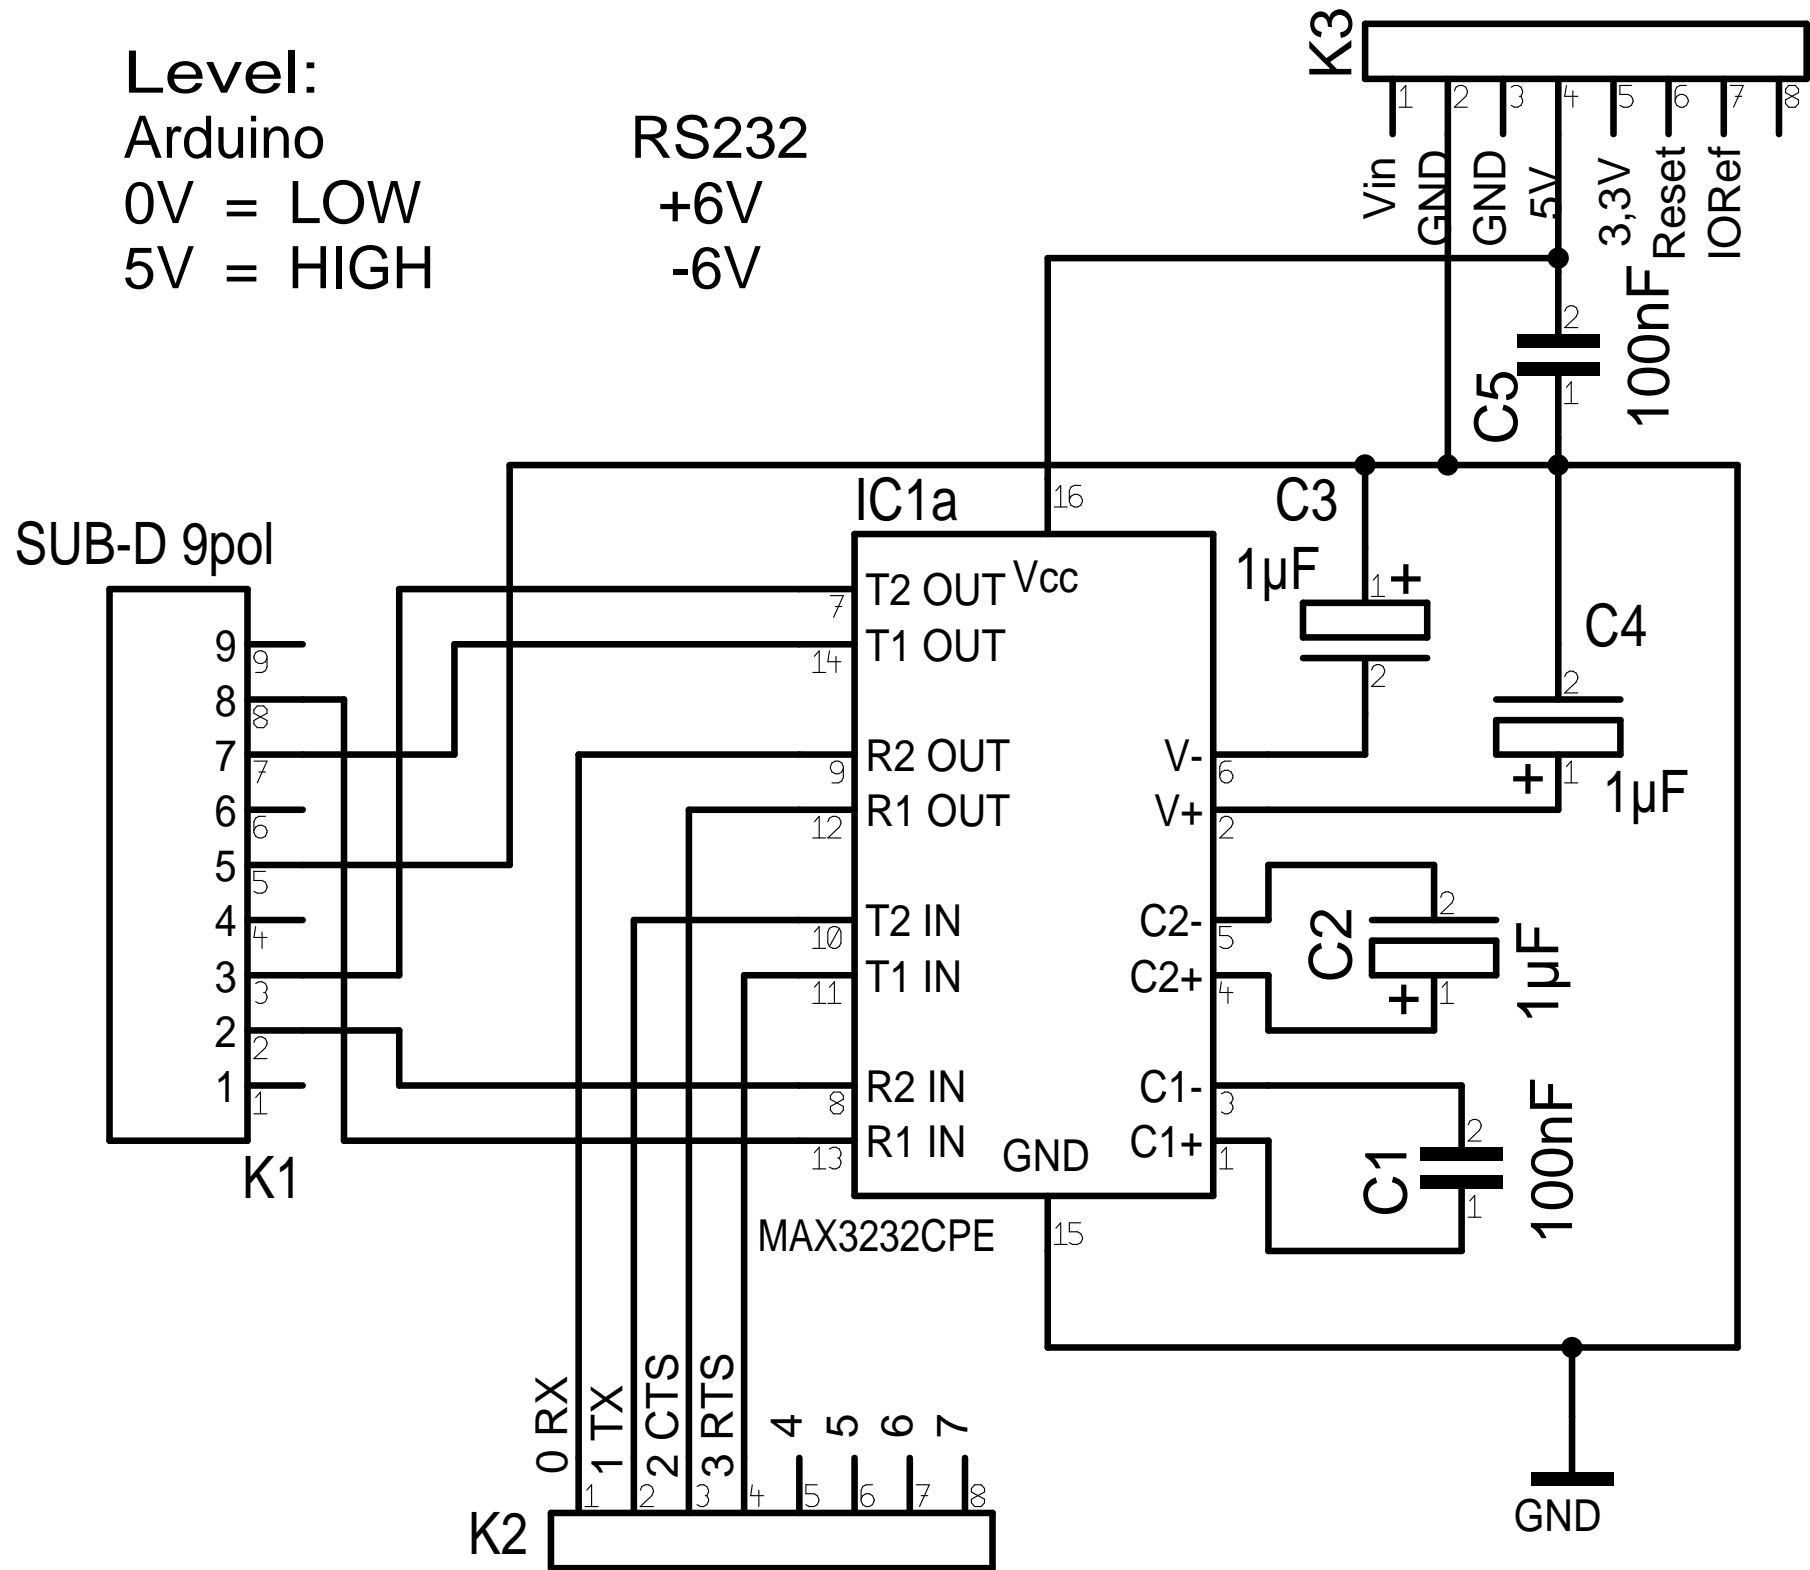 Level:
Arduino RS232
0V = LOW +6V
5V = HIGH -6V
K3
1 2 3 4 5 6 7 8
Vin
GND
GND
5V
3,3V
Reset
IORef
2
C5
100nF
1
SUB-D 9pol
9 9
8 8
7 7
6 6
5 5
4 4
3 3
2 2
1 1
K1
IC1a
16
Vcc
7 T2 OUT
14 T1 OUT
9 R2 OUT
12 R1 OUT
10 T2 IN
11 T1 IN
8 R2 IN
13 R1 IN
GND
V- 6
V+ 2
C2- 5
C2+ 4
C1- 3
C1+ 1
MAX3232CPE
15
C3
1µF
1 +
2
C4
2
+ 1
1µF
C2
2
+ 1
1µF
C1
2
1
100nF
0 RX
1 TX
2 CTS
3 RTS
4
5
6
7
1 2 3 4 5 6 7 8
K2
GND